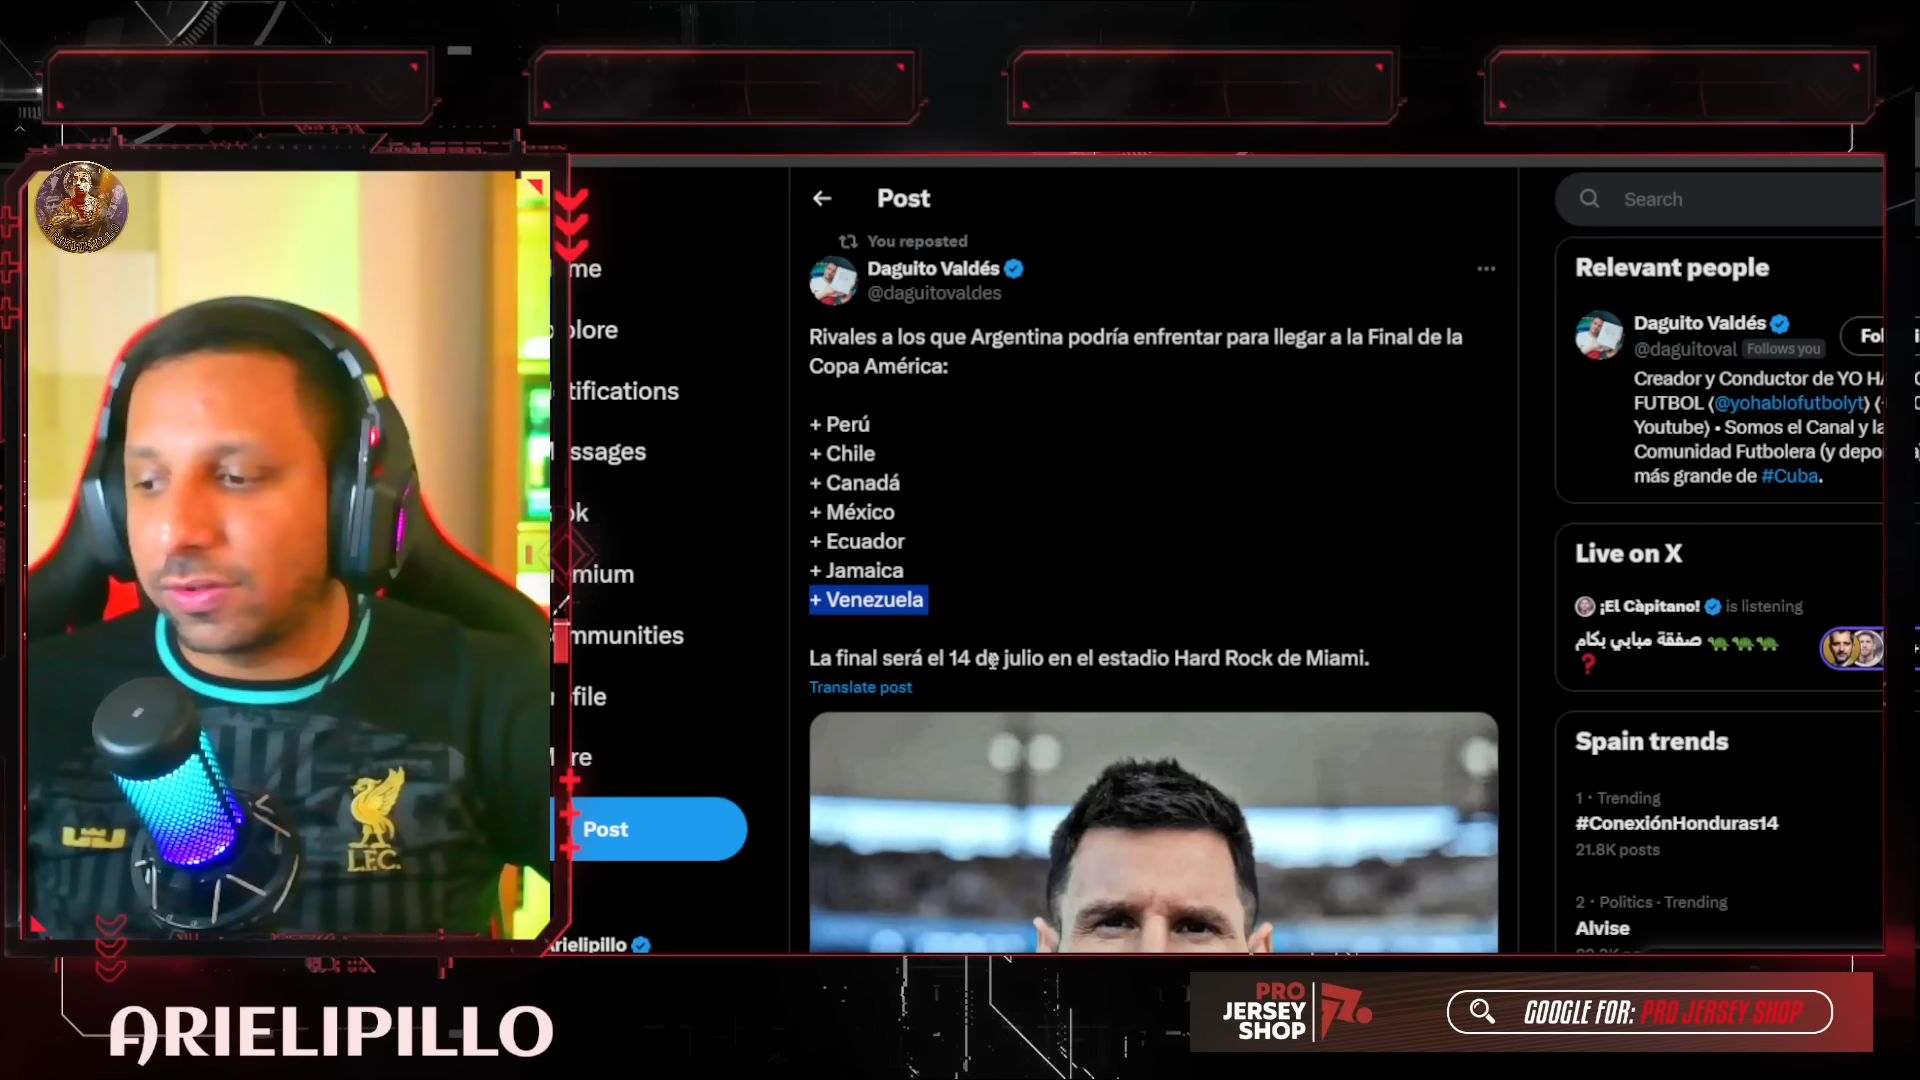 Post
Search
You reposted
Daguito Valdés
@daguitovaldes
Rivales a los que Argentina podría enfrentar para llegar a la Final de la
Copa América:
+ Perú
+ Chile
+ Canadá
+ México
+ Ecuador
+ Jamaica
+ Venezuela
La final será el 14 de julio en el estadio Hard Rock de Miami.
Translate post
me
lore
tifications
ssages
ok
mium
mmunities
file
re
Post
Arielipillo
Relevant people
Daguito Valdés
@daguitoval Follows you
Fol
Creador y Conductor de YO HA
FUTBOL (@yohablofutbolyt) (
Youtube) • Somos el Canal y la
Comunidad Futbolera (y depo
más grande de #Cuba.
Live on X
¡El Càpitano! is listening
صفقة مبابي بكام 🐢🐢🐢
❓
Spain trends
1 · Trending
#ConexiónHonduras14
21.8K posts
2 · Politics · Trending
Alvise
L.F.C.
ARIELIPILLO
PRO
JERSEY
SHOP
GOOGLE FOR: PRO JERSEY SHOP